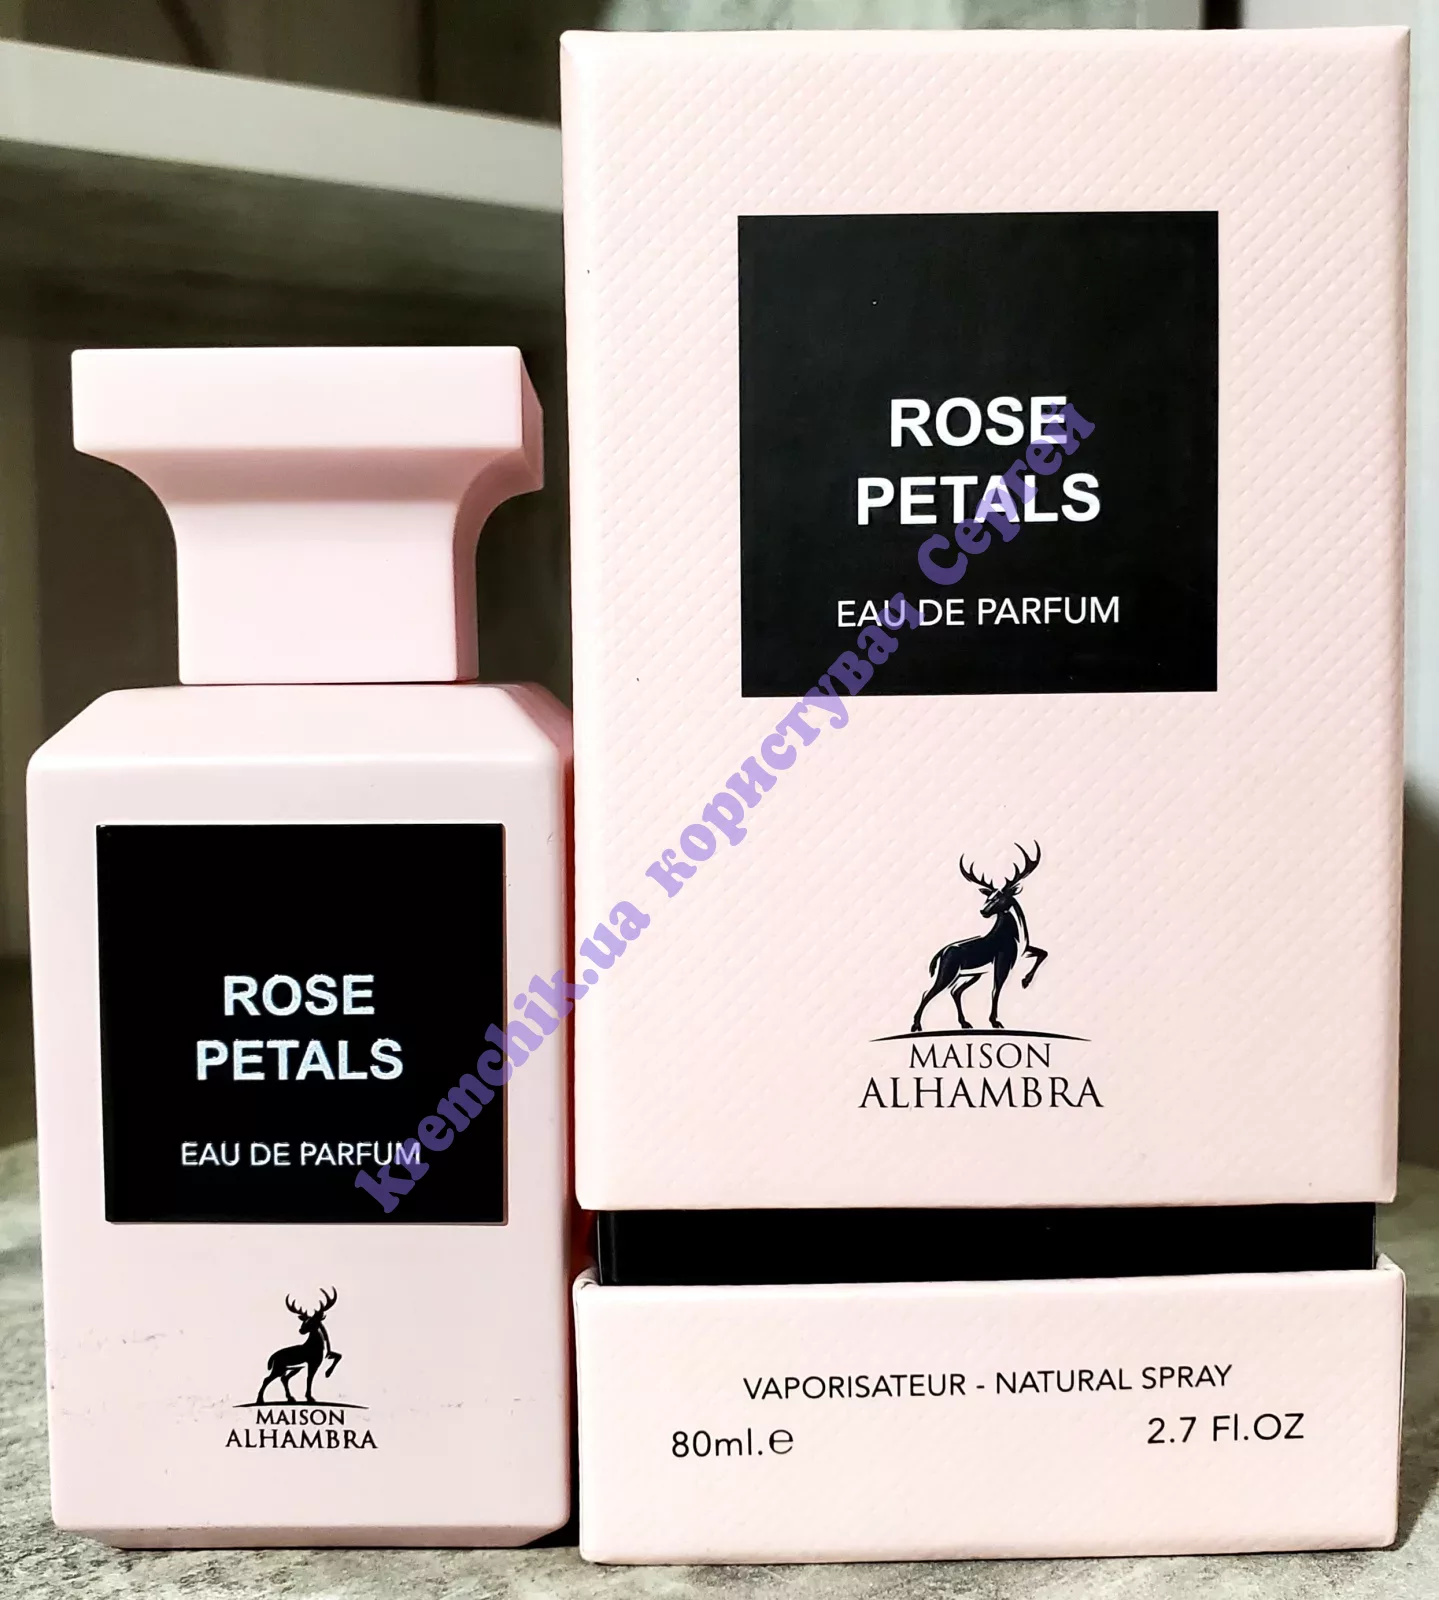 ROSE
PETALS
EAU DE PARFUM
MAISON
ALHAMBRA
VAPORISATEUR - NATURAL SPRAY
80ml.e
2.7 Fl.OZ
ROSE
PETALS
EAU DE PARFUM
MAISON
ALHAMBRA
kremchik.ua користувач Сергей